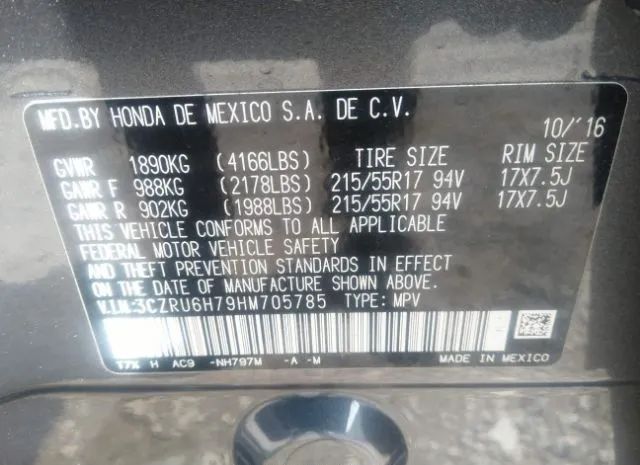 MFD.BY HONDA DE MEXICO S.A. DE C.V.
10/'16
GVWR 1890KG (4166LBS) TIRE SIZE RIM SIZE
GAWR F 988KG (2178LBS) 215/55R17 94V 17X7.5J
GAWR R 902KG (1988LBS) 215/55R17 94V 17X7.5J
THIS VEHICLE CONFORMS TO ALL APPLICABLE
FEDERAL MOTOR VEHICLE SAFETY
AND THEFT PREVENTION STANDARDS IN EFFECT
ON THE DATE OF MANUFACTURE SHOWN ABOVE.
V.I.N.:3CZRU6H79HM705785 TYPE: MPV
T7X H AC9 -NH797M -A -M MADE IN MEXICO